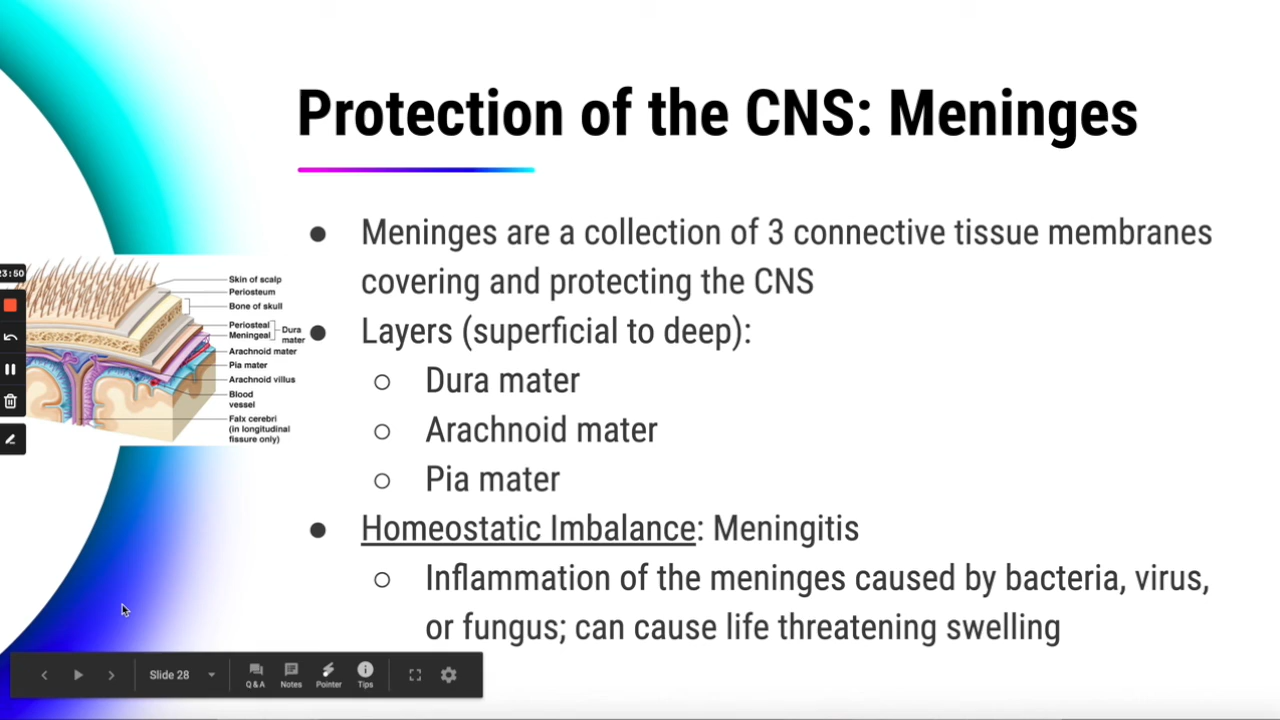 Protection of the CNS: Meninges
● Meninges are a collection of 3 connective tissue membranes
covering and protecting the CNS
● Layers (superficial to deep):
○ Dura mater
○ Arachnoid mater
○ Pia mater
● Homeostatic Imbalance: Meningitis
○ Inflammation of the meninges caused by bacteria, virus,
or fungus; can cause life threatening swelling
23:50
Skin of scalp
Periosteum
Bone of skull
Periosteal
Meningeal
Dura
mater
Arachnoid mater
Pia mater
Arachnoid villus
Blood
vessel
Falx cerebri
(in longitudinal
fissure only)
Slide 28
Q&A
Notes
Pointer
Tips